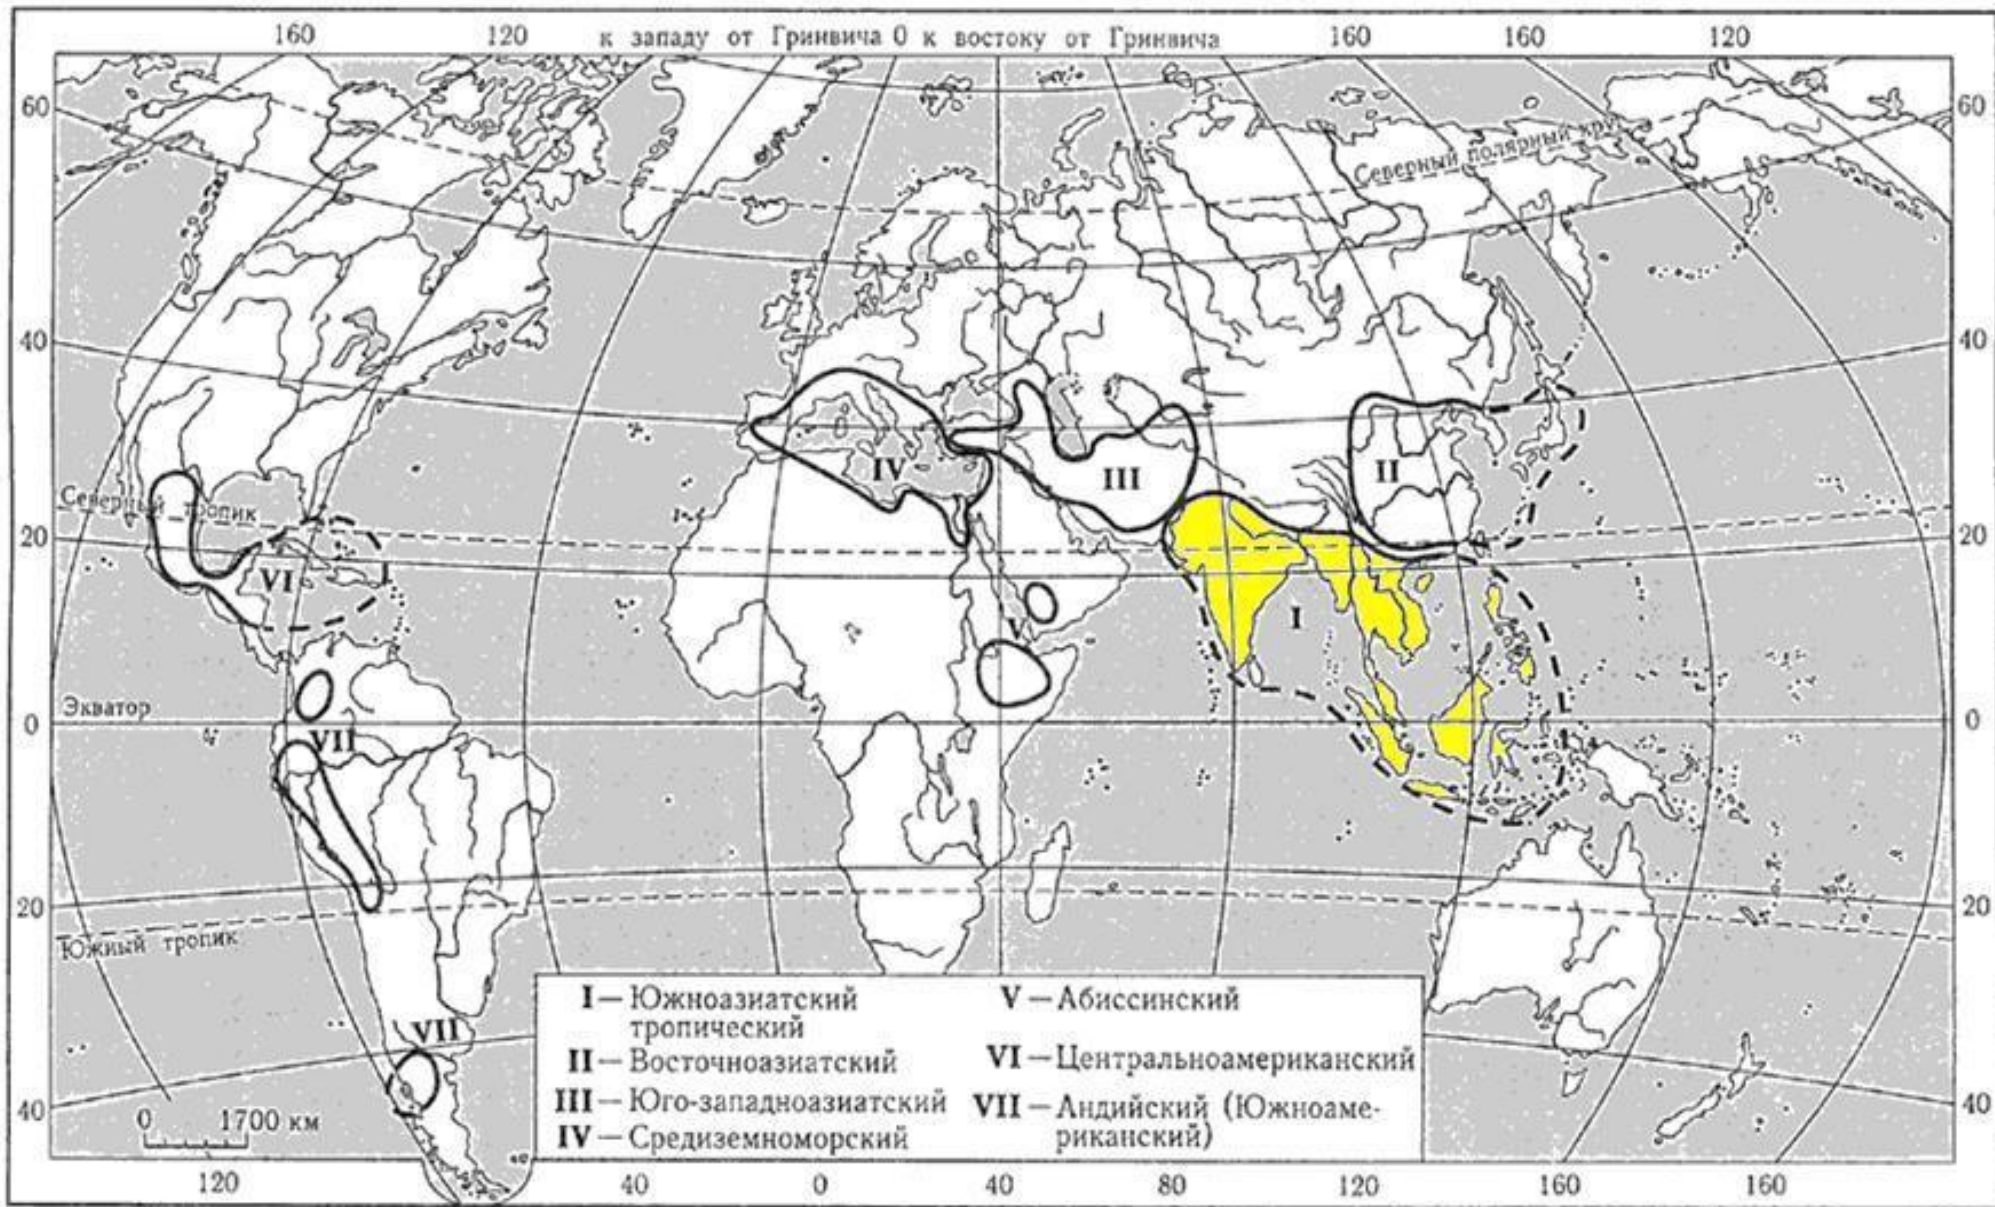 160 120 к западу от Гринвича 0 к востоку от Гринвича 160 160 120
60 60
Северный полярный круг
40 40
IV III II
Северный тропик
20 20
VI I
V
Экватор
0 0
VII
20 20
Южный тропик
VII
I — Южноазиатский тропический
II — Восточноазиатский
III — Юго-западноазиатский
IV — Средиземноморский
V — Абиссинский
VI — Центральноамериканский
VII — Андийский (Южноаме-
риканский)
40 40
0 1700 км
120 40 0 40 80 120 160 160